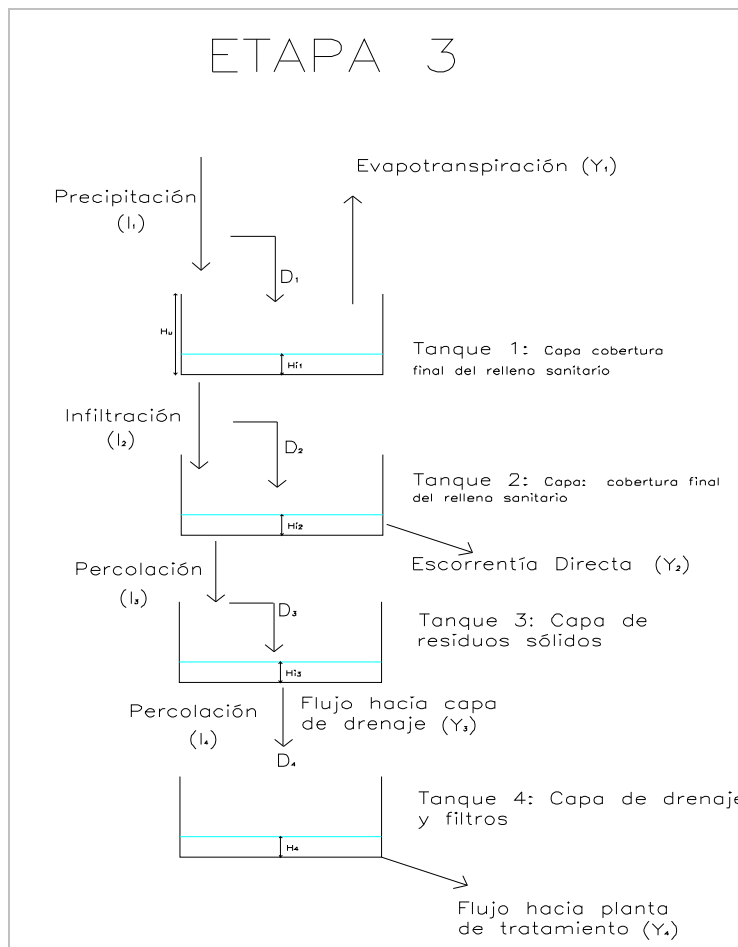 ETAPA 3
Evapotranspiración (Y₁)
Precipitación
(I₁)
D₁
Hu
Hi1
Tanque 1: Capa cobertura
final del relleno sanitario
Infiltración
(I₂)
D₂
Hi2
Tanque 2: Capa: cobertura final
del relleno sanitario
Escorrentía Directa (Y₂)
Percolación
(I₃)
D₃
Hi3
Tanque 3: Capa de
residuos sólidos
Percolación
(I₄)
Flujo hacia capa
de drenaje (Y₃)
D₄
H₄
Tanque 4: Capa de drenaje
y filtros
Flujo hacia planta
de tratamiento (Y₄)